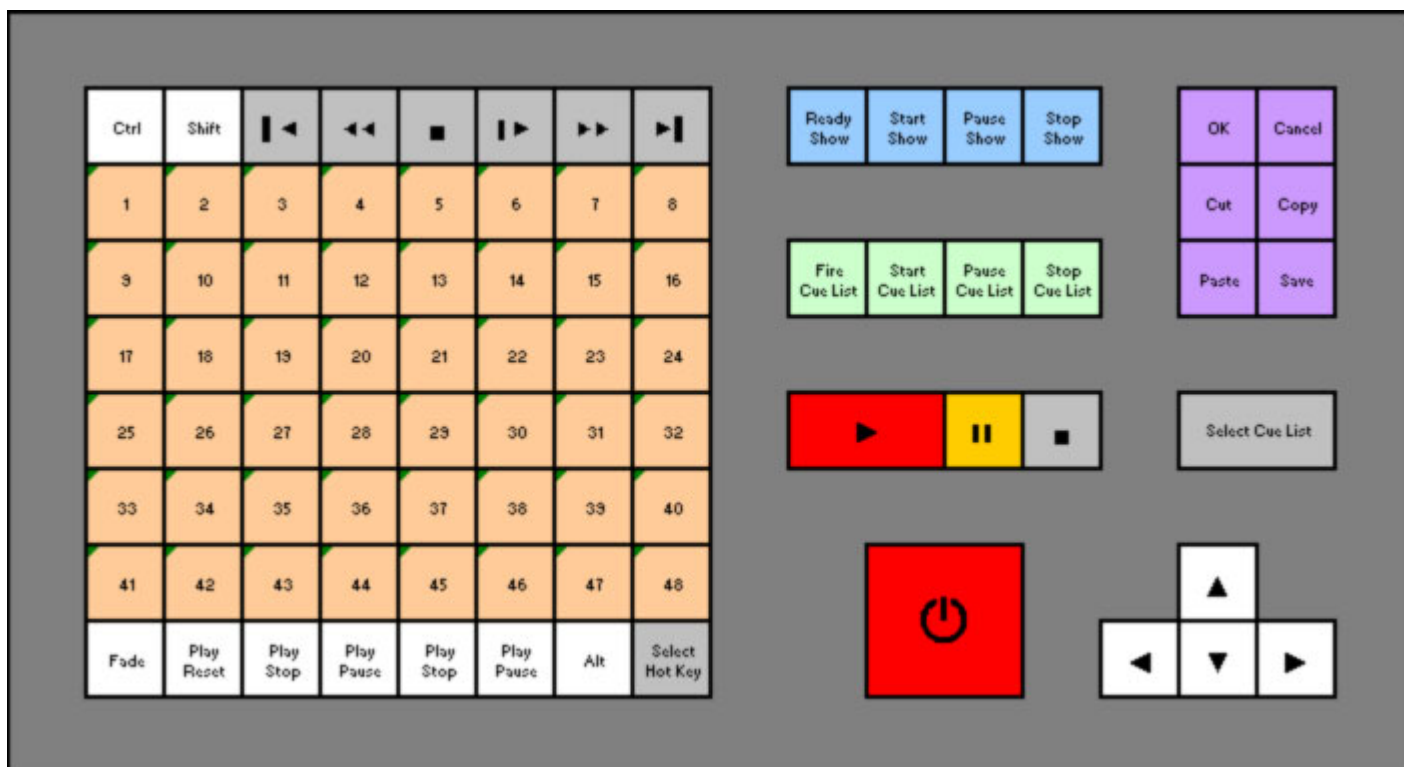 Ctrl Shift
1 2 3 4 5 6 7 8
9 10 11 12 13 14 15 16
17 18 19 20 21 22 23 24
25 26 27 28 29 30 31 32
33 34 35 36 37 38 39 40
41 42 43 44 45 46 47 48
Fade
Play
Reset
Play
Stop
Play
Pause
Play
Stop
Play
Pause
Alt
Select
Hot Key
Ready
Show
Start
Show
Pause
Show
Stop
Show
Fire
Cue List
Start
Cue List
Pause
Cue List
Stop
Cue List
OK Cancel
Cut Copy
Paste Save
Select Cue List